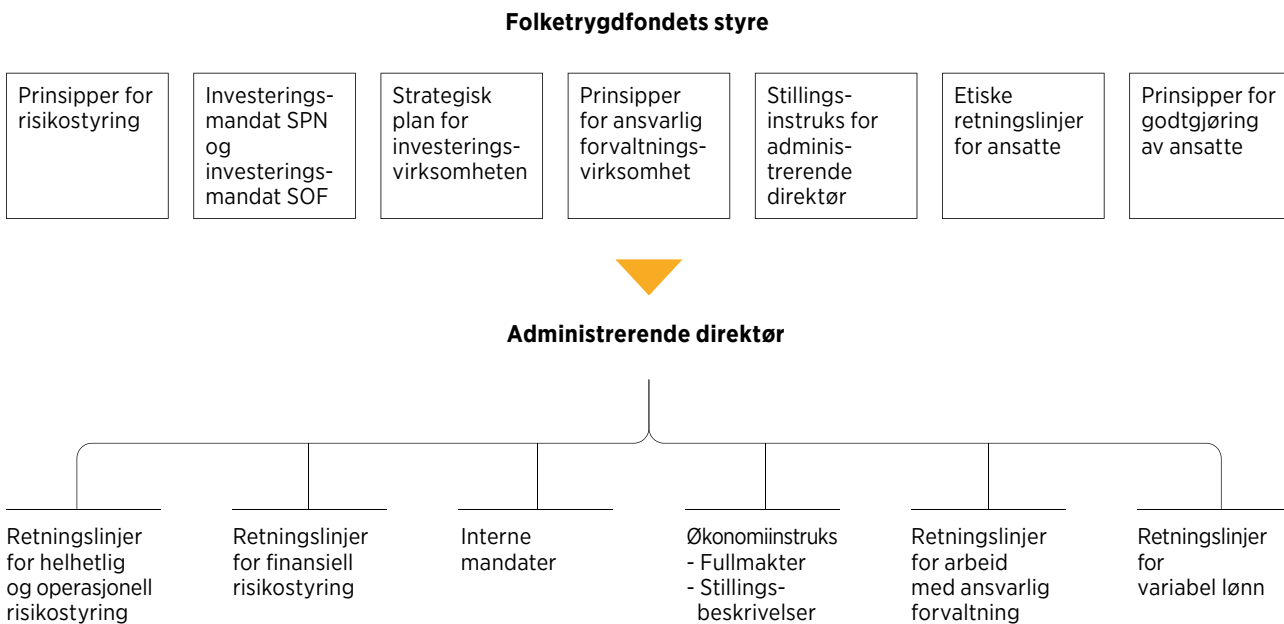 Folketrygdfondets styre
Prinsipper for
risikostyring
Investerings-
mandat SPN
og
investerings-
mandat SOF
Strategisk
plan for
investerings-
virksomheten
Prinsipper
for ansvarlig
forvaltnings-
virksomhet
Stillings-
instruks for
adminis-
trerende
direktør
Etiske
retningslinjer
for ansatte
Prinsipper for
godtgjøring
av ansatte
Administrerende direktør
Retningslinjer
for helhetlig
og operasjonell
risikostyring
Retningslinjer
for finansiell
risikostyring
Interne
mandater
Økonomiinstruks
- Fullmakter
- Stillings-
beskrivelser
Retningslinjer
for arbeid
med ansvarlig
forvaltning
Retningslinjer
for
variabel lønn